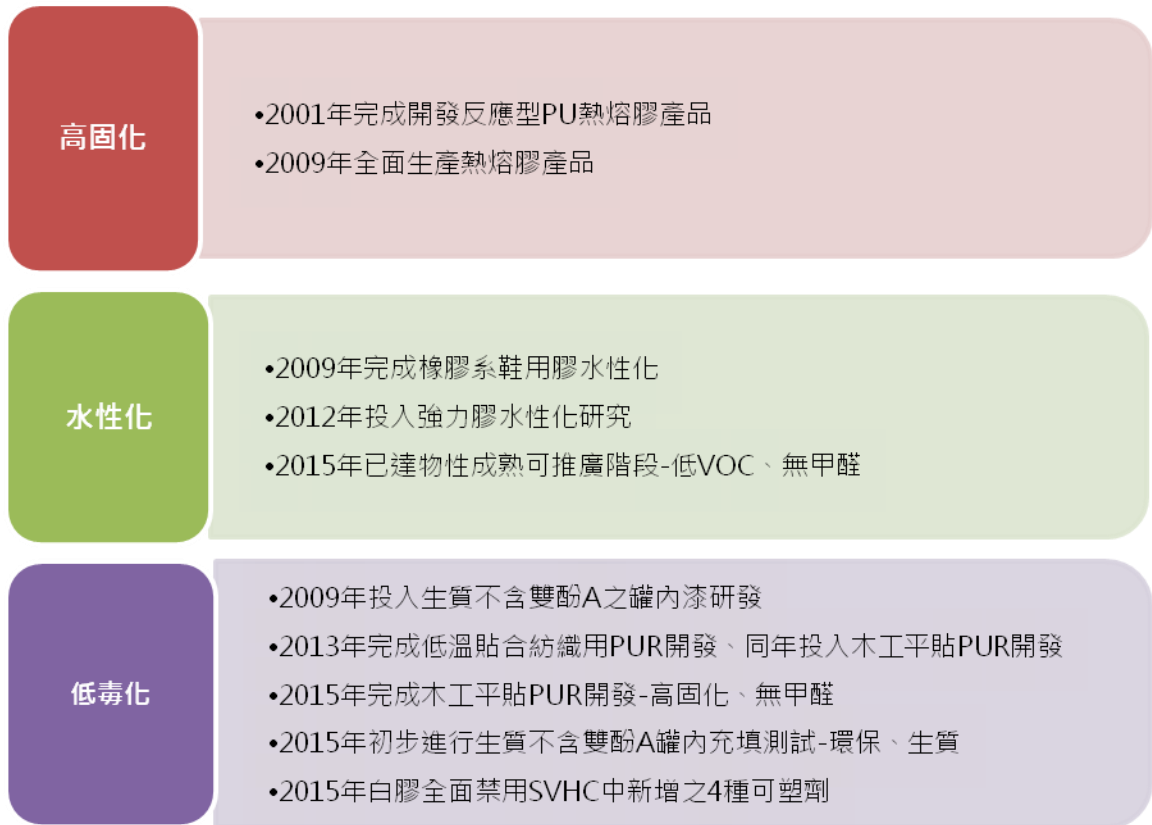 高固化
•2001年完成開發反應型PU熱熔膠產品
•2009年全面生產熱熔膠產品
水性化
•2009年完成橡膠系鞋用膠水性化
•2012年投入強力膠水性化研究
•2015年已達物性成熟可推廣階段-低VOC、無甲醛
低毒化
•2009年投入生質不含雙酚A之罐內漆研發
•2013年完成低溫貼合紡織用PUR開發、同年投入木工平貼PUR開發
•2015年完成木工平貼PUR開發-高固化、無甲醛
•2015年初步進行生質不含雙酚A罐內充填測試-環保、生質
•2015年白膠全面禁用SVHC中新增之4種可塑劑